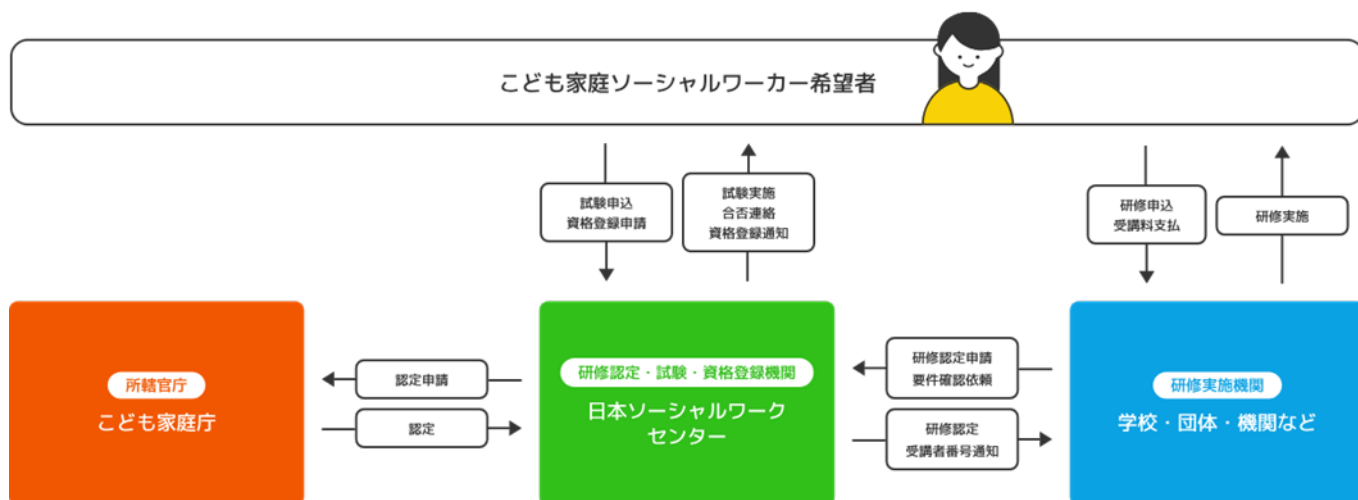 こども家庭ソーシャルワーカー希望者
試験申込
資格登録申請
試験実施
合否連絡
資格登録通知
研修申込
受講料支払
研修実施
所轄官庁
こども家庭庁
認定申請
認定
研修認定・試験・資格登録機関
日本ソーシャルワーク
センター
研修認定申請
要件確認依頼
研修認定
受講者番号通知
研修実施機関
学校・団体・機関など